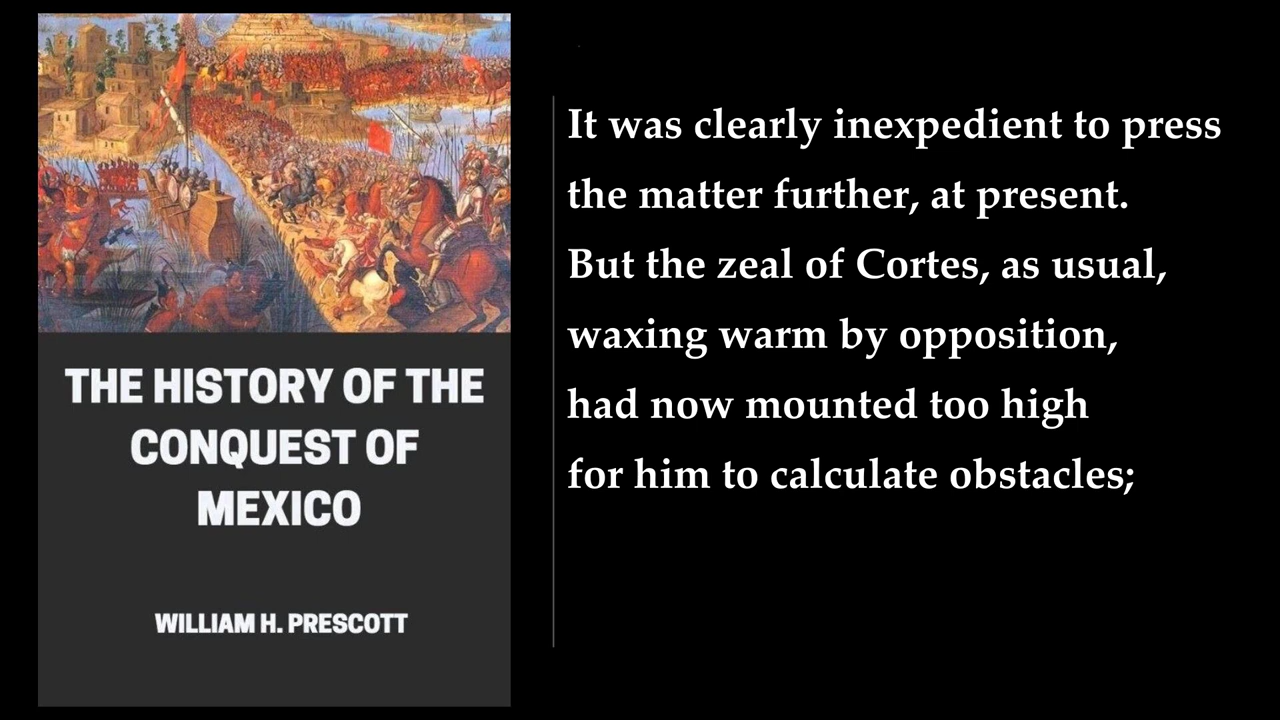 THE HISTORY OF THE
CONQUEST OF
MEXICO
WILLIAM H. PRESCOTT
It was clearly inexpedient to press
the matter further, at present.
But the zeal of Cortes, as usual,
waxing warm by opposition,
had now mounted too high
for him to calculate obstacles;